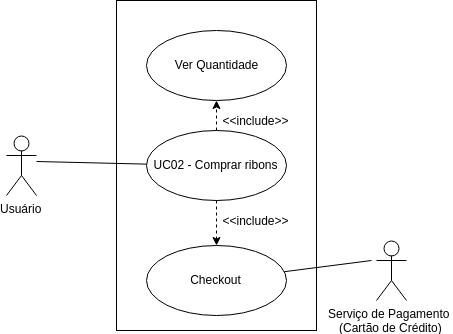 Ver Quantidade
<<include>>
UC02 - Comprar ribons
Usuário
<<include>>
Checkout
Serviço de Pagamento
(Cartão de Crédito)